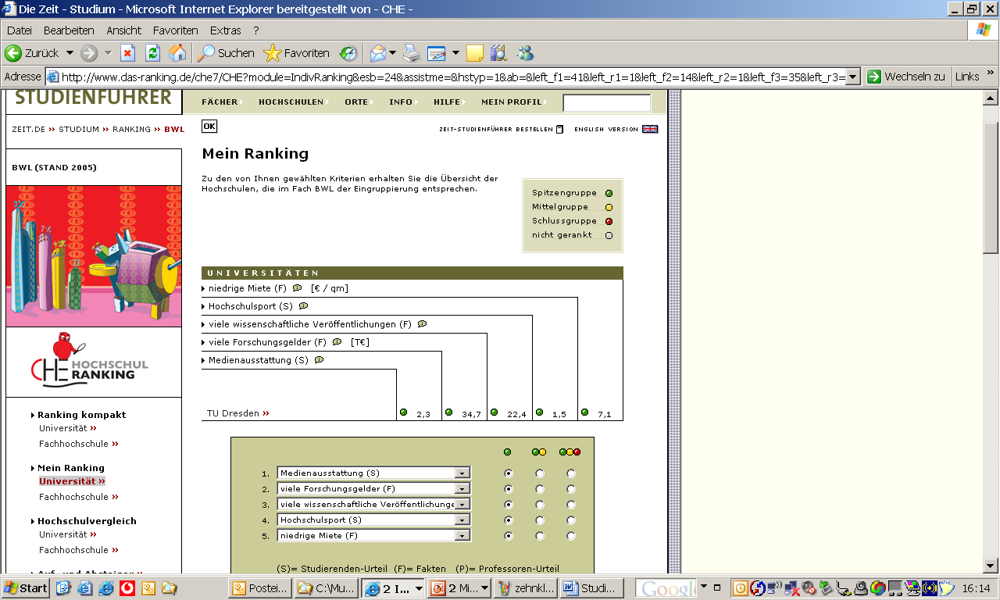 Die Zeit - Studium - Microsoft Internet Explorer bereitgestellt von - CHE -
Datei Bearbeiten Ansicht Favoriten Extras ?
Zurück Suchen Favoriten
Adresse http://www.das-ranking.de/che7/CHE?module=IndivRanking&esb=24&assistme=&hstyp=1&ab=&left_f1=41&left_r1=1&left_f2=14&left_r2=1&left_f3=35&left_r3= Wechseln zu Links »
STUDIENFÜHRER
FÄCHER HOCHSCHULEN ORTE INFO HILFE MEIN PROFIL
ZEIT.DE » STUDIUM » RANKING » BWL
OK
ZEIT-STUDIENFÜHRER BESTELLEN ENGLISH VERSION
Mein Ranking
BWL (STAND 2005)
Zu den von Ihnen gewählten Kriterien erhalten Sie die Übersicht der
Hochschulen, die im Fach BWL der Eingruppierung entsprechen.
Spitzengruppe
Mittelgruppe
Schlussgruppe
nicht gerankt
UNIVERSITÄTEN
niedrige Miete (F) [€ / qm]
Hochschulsport (S)
viele wissenschaftliche Veröffentlichungen (F)
viele Forschungsgelder (F) [T€]
Medienausstattung (S)
TU Dresden » 2,3 34,7 22,4 1,5 7,1
CHE HOCHSCHUL
RANKING
Ranking kompakt
Universität »
Fachhochschule »
Mein Ranking
Universität »
Fachhochschule »
Hochschulvergleich
Universität »
Fachhochschule »
1. Medienausstattung (S)
2. viele Forschungsgelder (F)
3. viele wissenschaftliche Veröffentlichunge
4. Hochschulsport (S)
5. niedrige Miete (F)
(S)= Studierenden-Urteil (F)= Fakten (P)= Professoren-Urteil
Start Postei... C:\Mu... 2 I... 2 Mi... zehnkl... Studi... Google 16:14